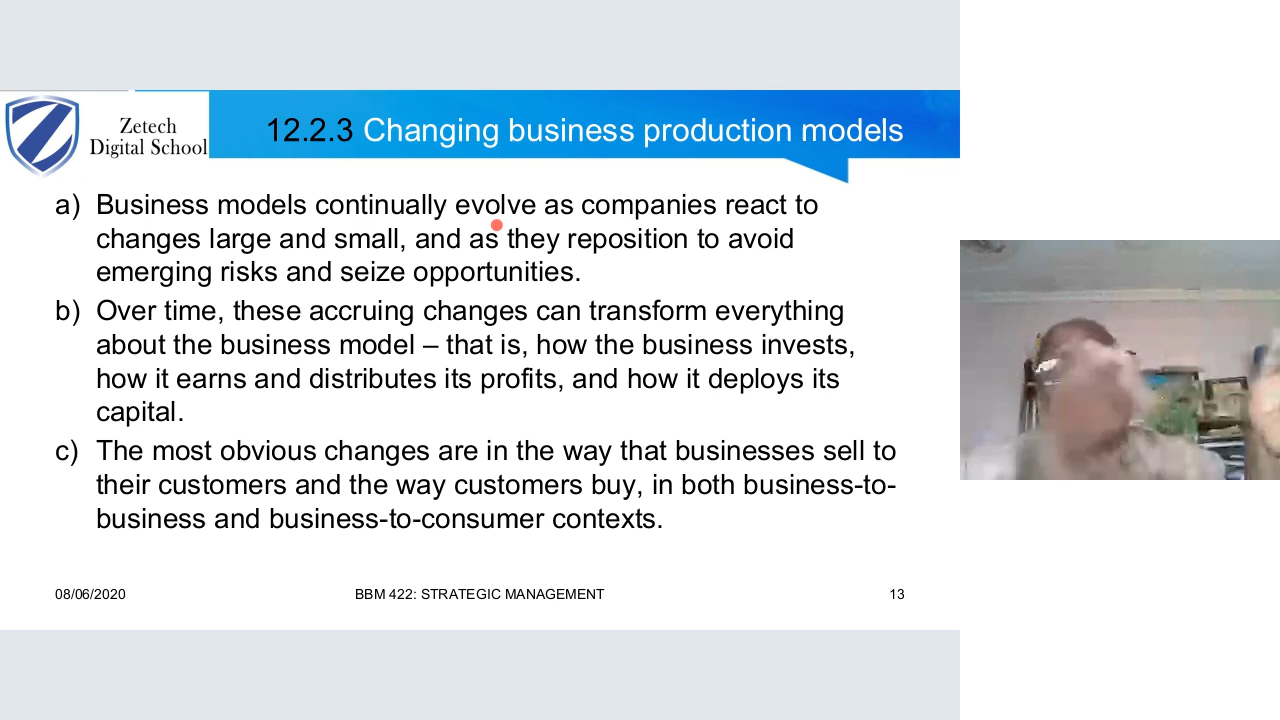 Zetech
Digital School
12.2.3 Changing business production models
a) Business models continually evolve as companies react to
changes large and small, and as they reposition to avoid
emerging risks and seize opportunities.
b) Over time, these accruing changes can transform everything
about the business model – that is, how the business invests,
how it earns and distributes its profits, and how it deploys its
capital.
c) The most obvious changes are in the way that businesses sell to
their customers and the way customers buy, in both business-to-
business and business-to-consumer contexts.
08/06/2020
BBM 422: STRATEGIC MANAGEMENT
13